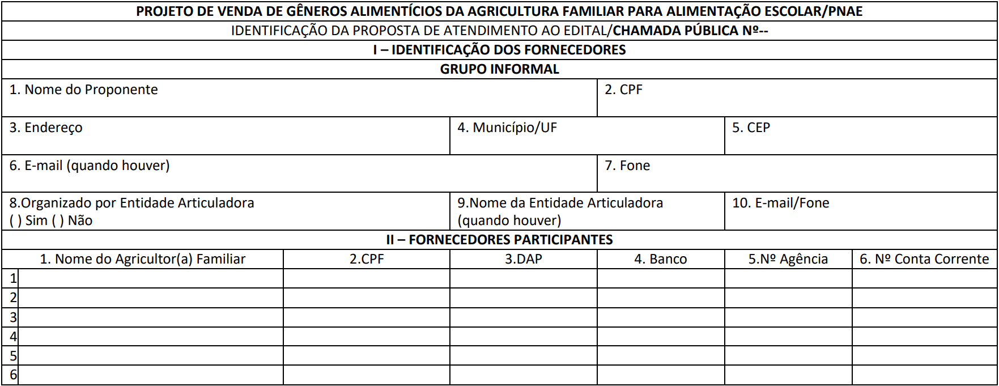 PROJETO DE VENDA DE GÊNEROS ALIMENTÍCIOS DA AGRICULTURA FAMILIAR PARA ALIMENTAÇÃO ESCOLAR/PNAE
IDENTIFICAÇÃO DA PROPOSTA DE ATENDIMENTO AO EDITAL/CHAMADA PÚBLICA Nº--
I – IDENTIFICAÇÃO DOS FORNECEDORES
GRUPO INFORMAL
1. Nome do Proponente
2. CPF
3. Endereço
4. Município/UF
5. CEP
6. E-mail (quando houver)
7. Fone
8.Organizado por Entidade Articuladora
( ) Sim ( ) Não
9.Nome da Entidade Articuladora
(quando houver)
10. E-mail/Fone
II – FORNECEDORES PARTICIPANTES
1. Nome do Agricultor(a) Familiar
2.CPF
3.DAP
4. Banco
5.Nº Agência
6. Nº Conta Corrente
1
2
3
4
5
6